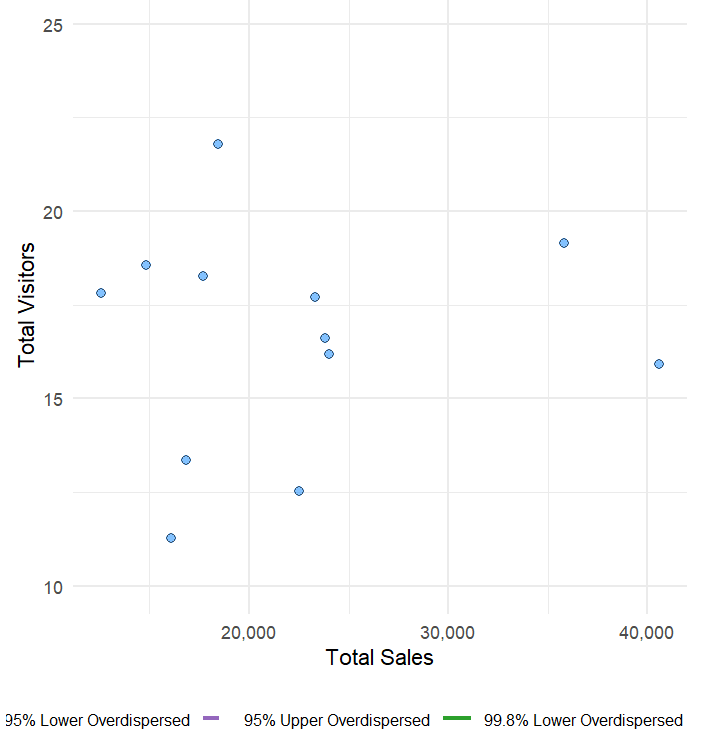 25
20
15
10
Total Visitors
20,000 30,000 40,000
Total Sales
95% Lower Overdispersed 95% Upper Overdispersed 99.8% Lower Overdispersed